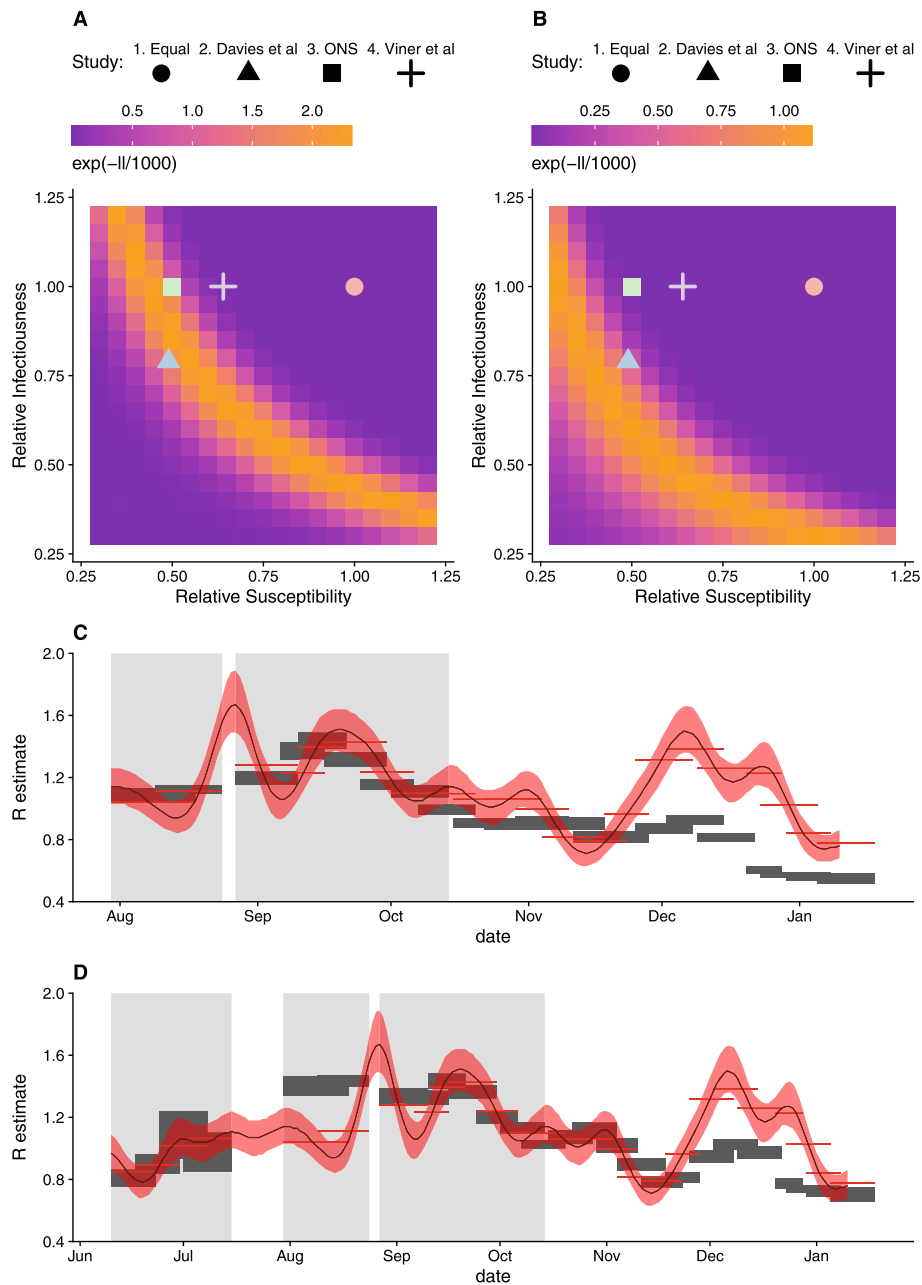 A
Study: 1. Equal 2. Davies et al 3. ONS 4. Viner et al
0.5 1.0 1.5 2.0
exp(−ll/1000)
1.25
1.00
0.75
0.50
0.25
Relative Infectiousness
0.25 0.50 0.75 1.00 1.25
Relative Susceptibility
B
Study: 1. Equal 2. Davies et al 3. ONS 4. Viner et al
0.25 0.50 0.75 1.00
exp(−ll/1000)
1.25
1.00
0.75
0.50
0.25
Relative Infectiousness
0.25 0.50 0.75 1.00 1.25
Relative Susceptibility
C
2.0
1.6
1.2
0.8
0.4
R estimate
Aug Sep Oct Nov Dec Jan
date
D
2.0
1.6
1.2
0.8
0.4
R estimate
Jun Jul Aug Sep Oct Nov Dec Jan
date